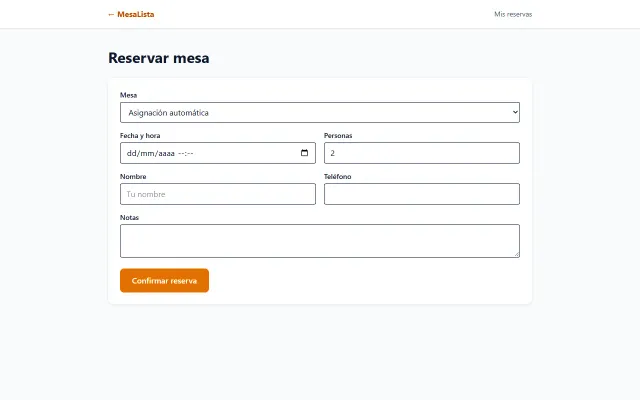 ← MesaLista
Mis reservas
Reservar mesa
Mesa
Asignación automática
Fecha y hora
Personas
dd/mm/aaaa --:--
2
Nombre
Teléfono
Tu nombre
Notas
Confirmar reserva